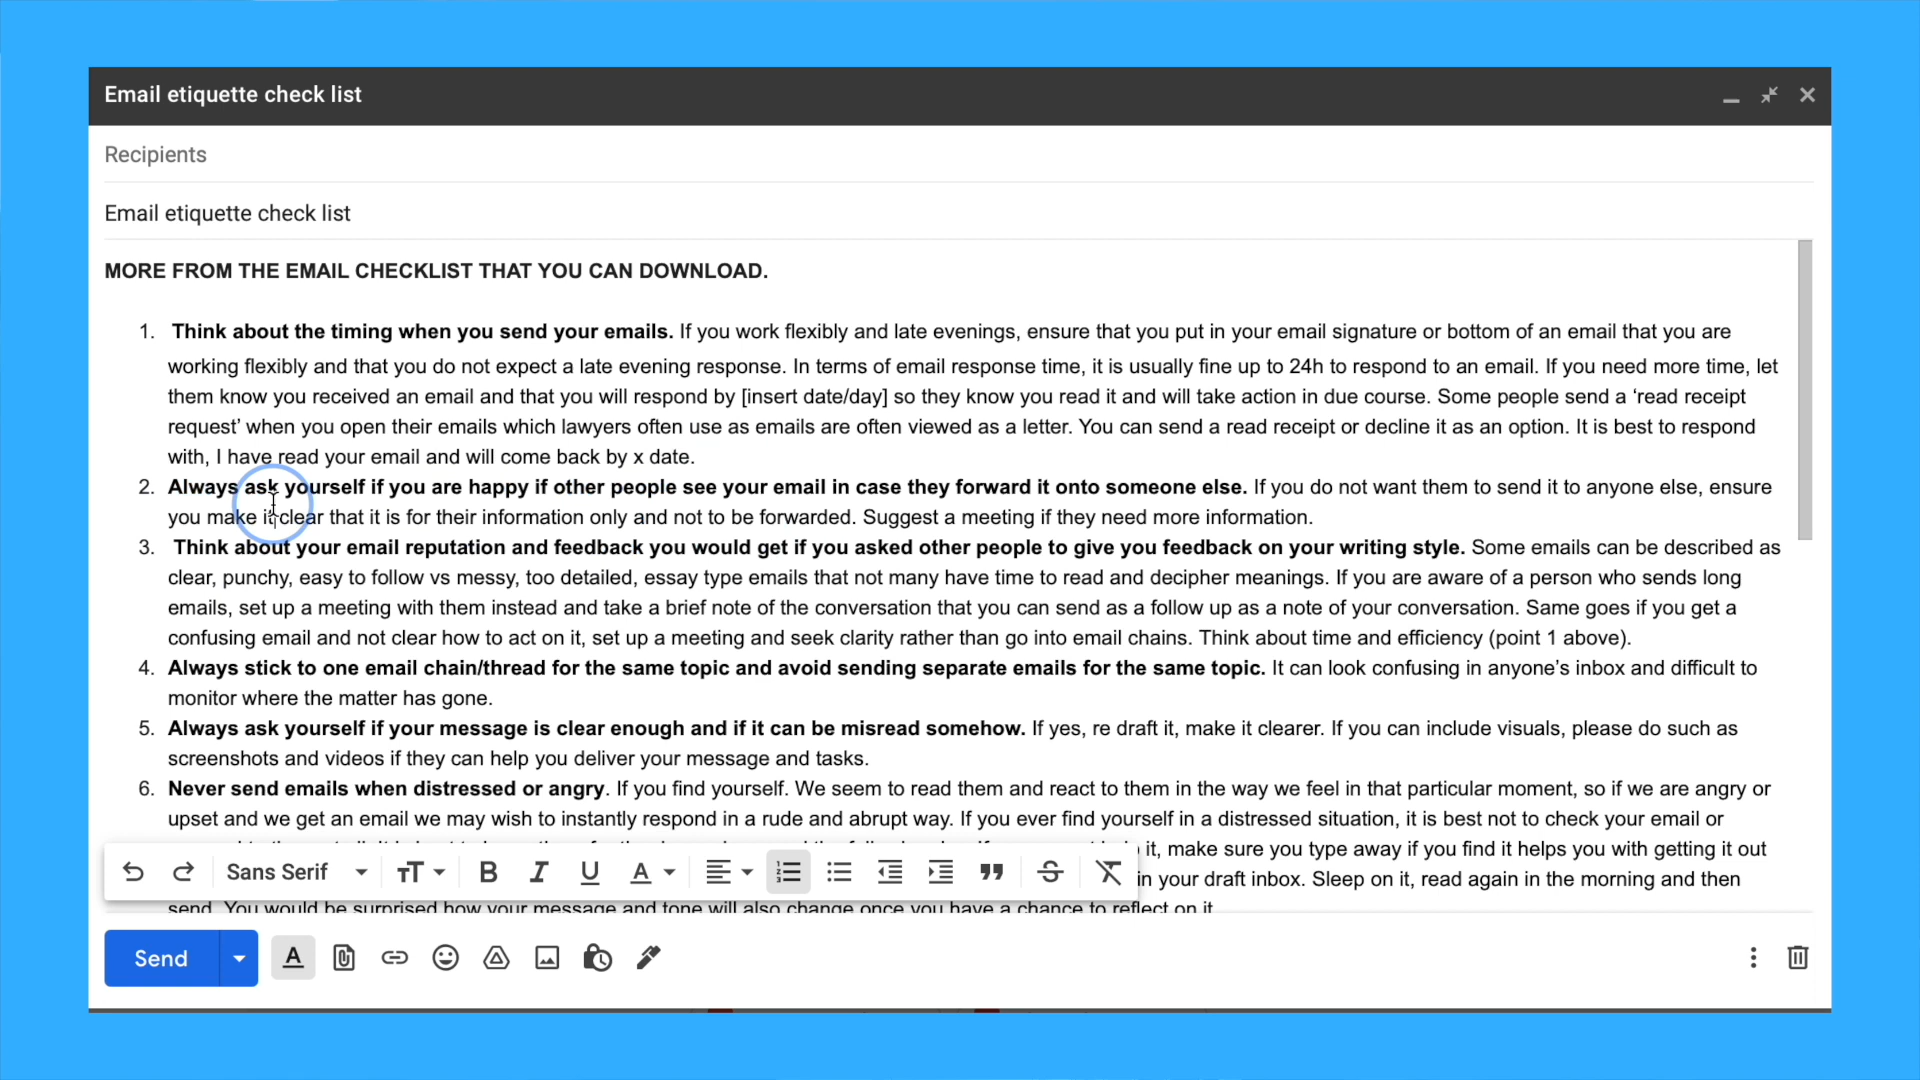 Email etiquette check list
Recipients
Email etiquette check list
MORE FROM THE EMAIL CHECKLIST THAT YOU CAN DOWNLOAD.
1. Think about the timing when you send your emails. If you work flexibly and late evenings, ensure that you put in your email signature or bottom of an email that you are
working flexibly and that you do not expect a late evening response. In terms of email response time, it is usually fine up to 24h to respond to an email. If you need more time, let
them know you received an email and that you will respond by [insert date/day] so they know you read it and will take action in due course. Some people send a ‘read receipt
request’ when you open their emails which lawyers often use as emails are often viewed as a letter. You can send a read receipt or decline it as an option. It is best to respond
with, I have read your email and will come back by x date.
2. Always ask yourself if you are happy if other people see your email in case they forward it onto someone else. If you do not want them to send it to anyone else, ensure
you make it clear that it is for their information only and not to be forwarded. Suggest a meeting if they need more information.
3. Think about your email reputation and feedback you would get if you asked other people to give you feedback on your writing style. Some emails can be described as
clear, punchy, easy to follow vs messy, too detailed, essay type emails that not many have time to read and decipher meanings. If you are aware of a person who sends long
emails, set up a meeting with them instead and take a brief note of the conversation that you can send as a follow up as a note of your conversation. Same goes if you get a
confusing email and not clear how to act on it, set up a meeting and seek clarity rather than go into email chains. Think about time and efficiency (point 1 above).
4. Always stick to one email chain/thread for the same topic and avoid sending separate emails for the same topic. It can look confusing in anyone’s inbox and difficult to
monitor where the matter has gone.
5. Always ask yourself if your message is clear enough and if it can be misread somehow. If yes, re draft it, make it clearer. If you can include visuals, please do such as
screenshots and videos if they can help you deliver your message and tasks.
6. Never send emails when distressed or angry. If you find yourself. We seem to read them and react to them in the way we feel in that particular moment, so if we are angry or
upset and we get an email we may wish to instantly respond in a rude and abrupt way. If you ever find yourself in a distressed situation, it is best not to check your email or
it, make sure you type away if you find it helps you with getting it out
in your draft inbox. Sleep on it, read again in the morning and then
send. You would be surprised how your message and tone will also change once you have a chance to reflect on it
Sans Serif
Send